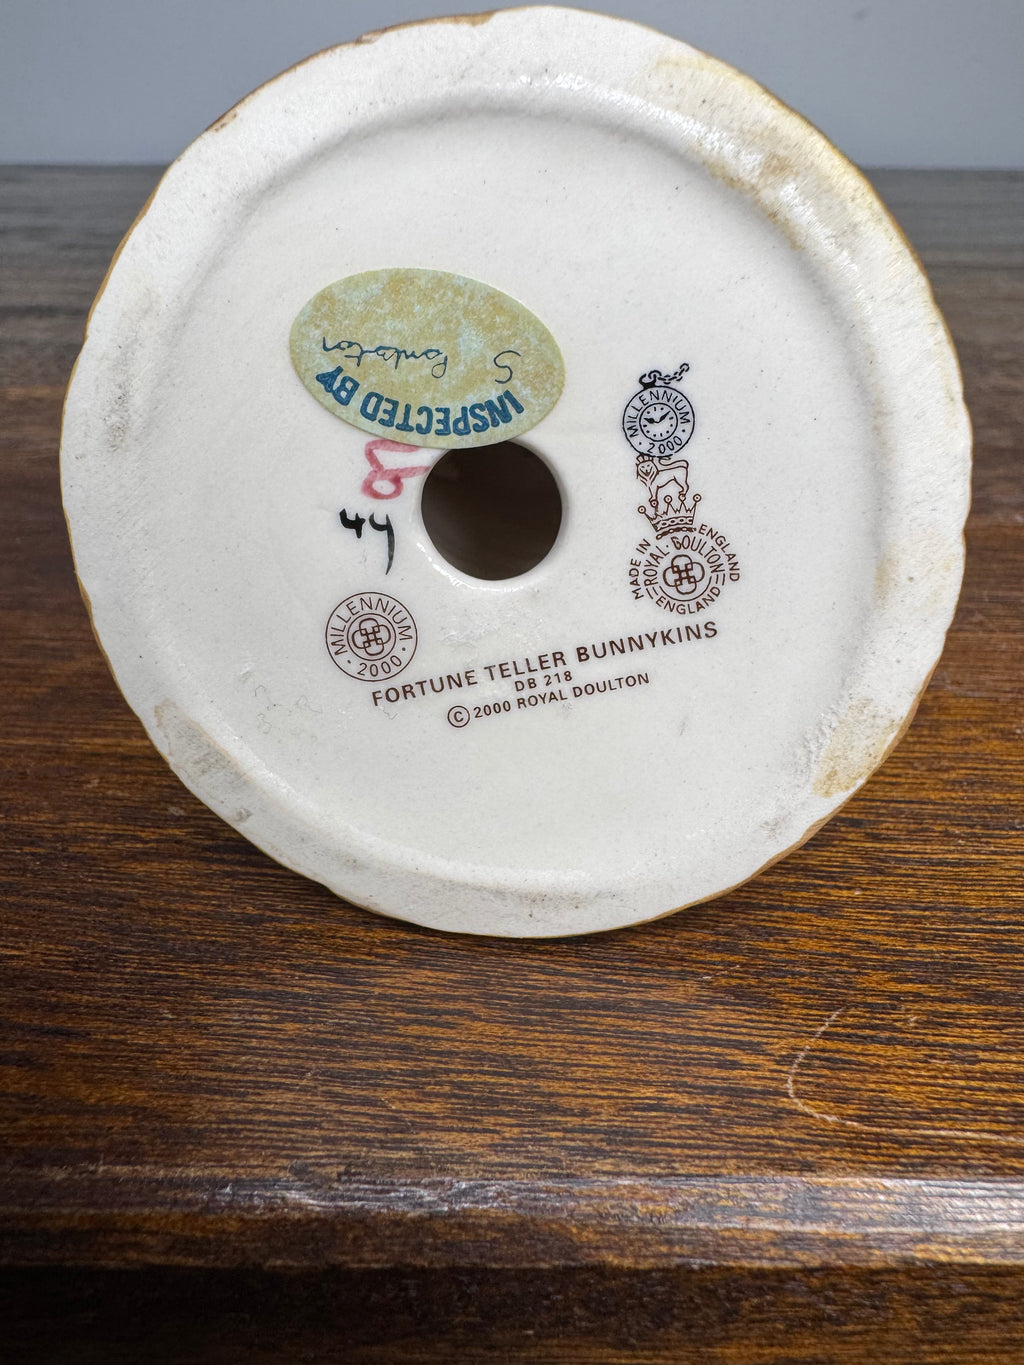 INSPECTED BY
S
MILLENNIUM
2000
MADE IN ENGLAND
ROYAL DOULTON
ENGLAND
MILLENNIUM
· 2000 ·
FORTUNE TELLER BUNNYKINS
DB 218
© 2000 ROYAL DOULTON